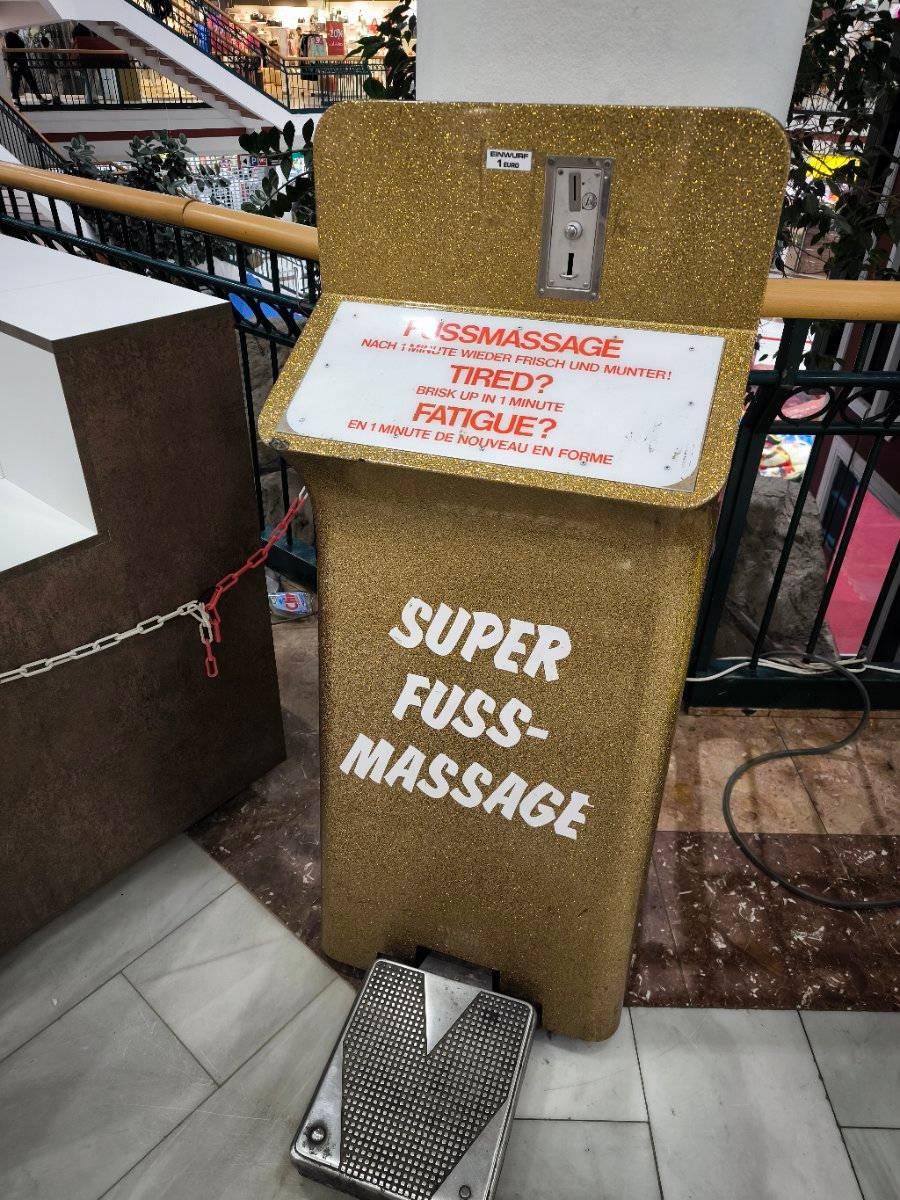 EINWURF
1 EURO
FUSSMASSAGE
NACH 1 MINUTE WIEDER FRISCH UND MUNTER!
TIRED?
BRISK UP IN 1 MINUTE
FATIGUE?
EN 1 MINUTE DE NOUVEAU EN FORME
SUPER
FUSS-
MASSAGE